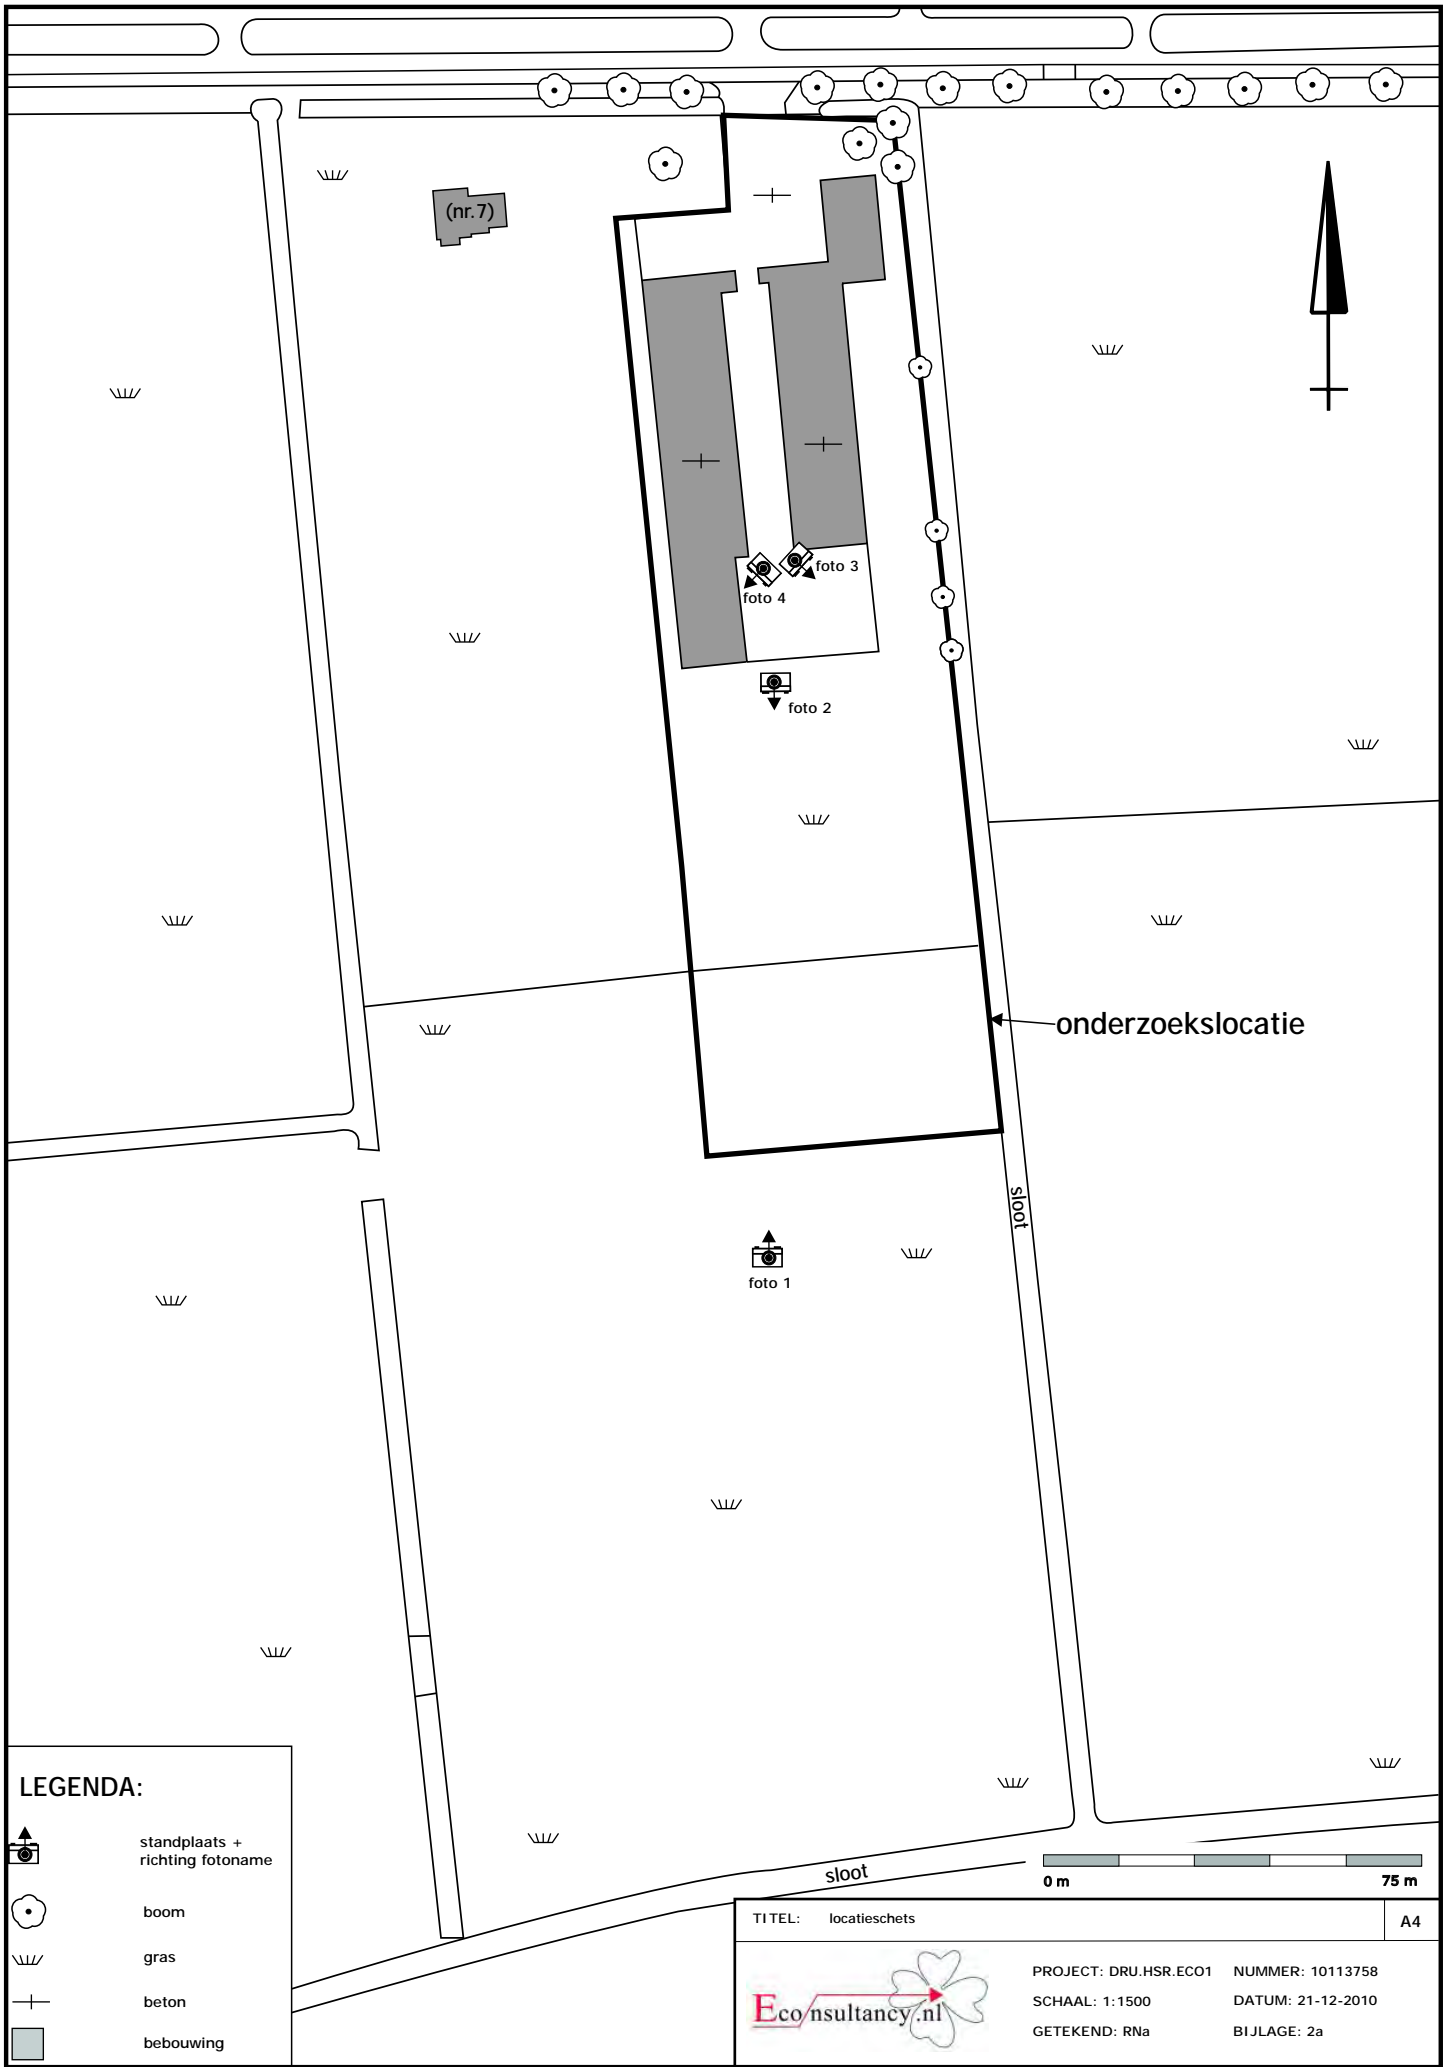 (nr.7)
foto 3
foto 4
foto 2
onderzoekslocatie
sloot
foto 1
sloot
LEGENDA:
standplaats +
richting fotoname
boom
gras
beton
bebouwing
0 m
75 m
TITEL: locatieschets
A4
Econsultancy.nl
PROJECT: DRU.HSR.ECO1 NUMMER: 10113758
SCHAAL: 1:1500 DATUM: 21-12-2010
GETEKEND: RNa BIJLAGE: 2a